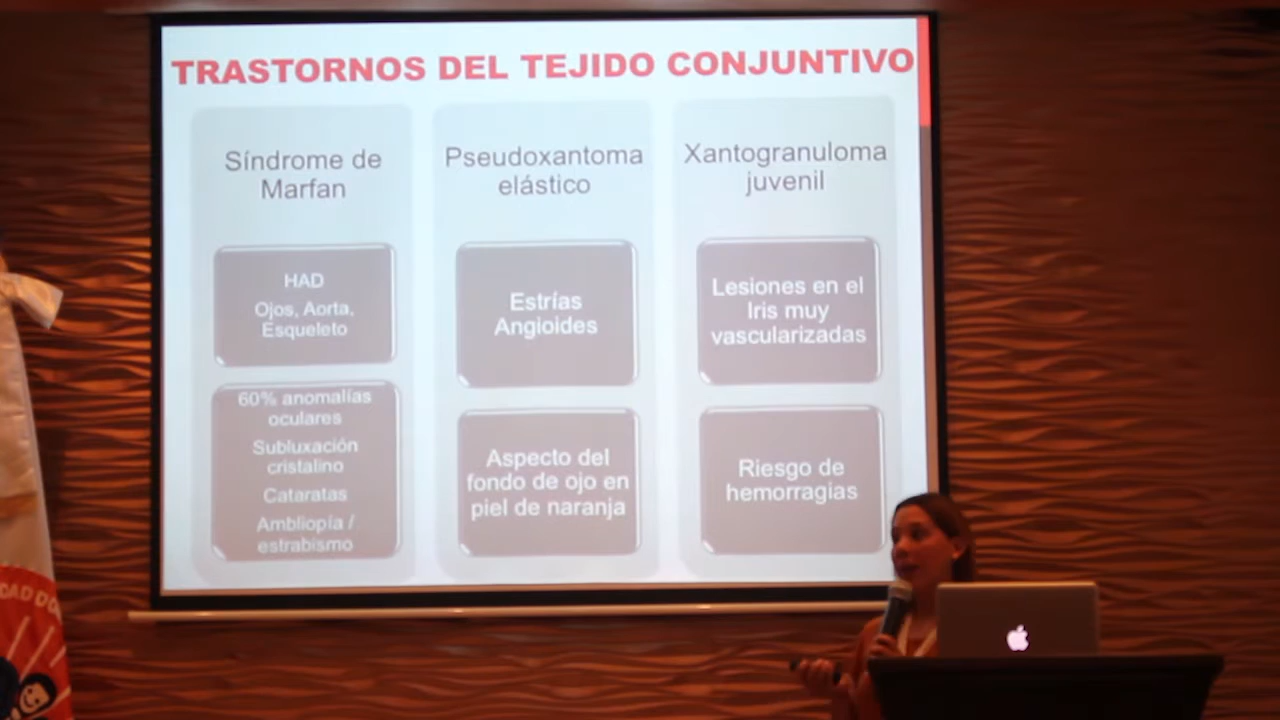 TRASTORNOS DEL TEJIDO CONJUNTIVO
Síndrome de
Marfan
HAD
Ojos, Aorta,
Esqueleto
60% anomalías
oculares
Subluxación
cristalino
Cataratas
Ambliopía /
estrabismo
Pseudoxantoma
elástico
Estrías
Angioides
Aspecto del
fondo de ojo en
piel de naranja
Xantogranuloma
juvenil
Lesiones en el
Iris muy
vascularizadas
Riesgo de
hemorragias